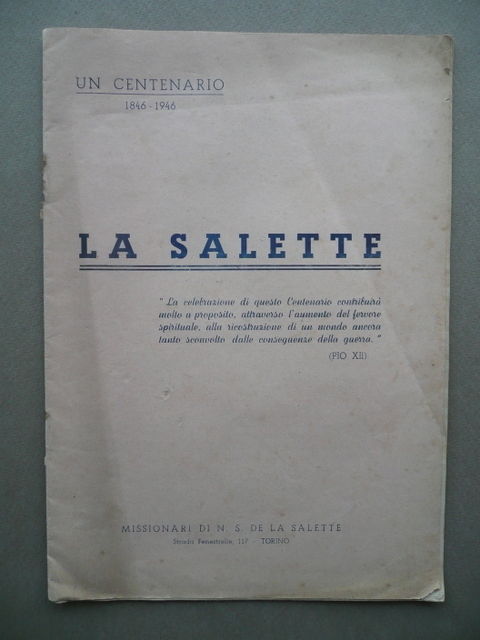 UN CENTENARIO
1846 - 1946
LA SALETTE
" La celebrazione di questo Centenario contribuirà
molto a proposito, attraverso l'aumento del fervore
spirituale, alla ricostruzione di un mondo ancora
tanto sconvolto dalle conseguenze della guerra. "
(PIO XII)
MISSIONARI DI N. S. DE LA SALETTE
Strada Fenestrelle, 117 - TORINO